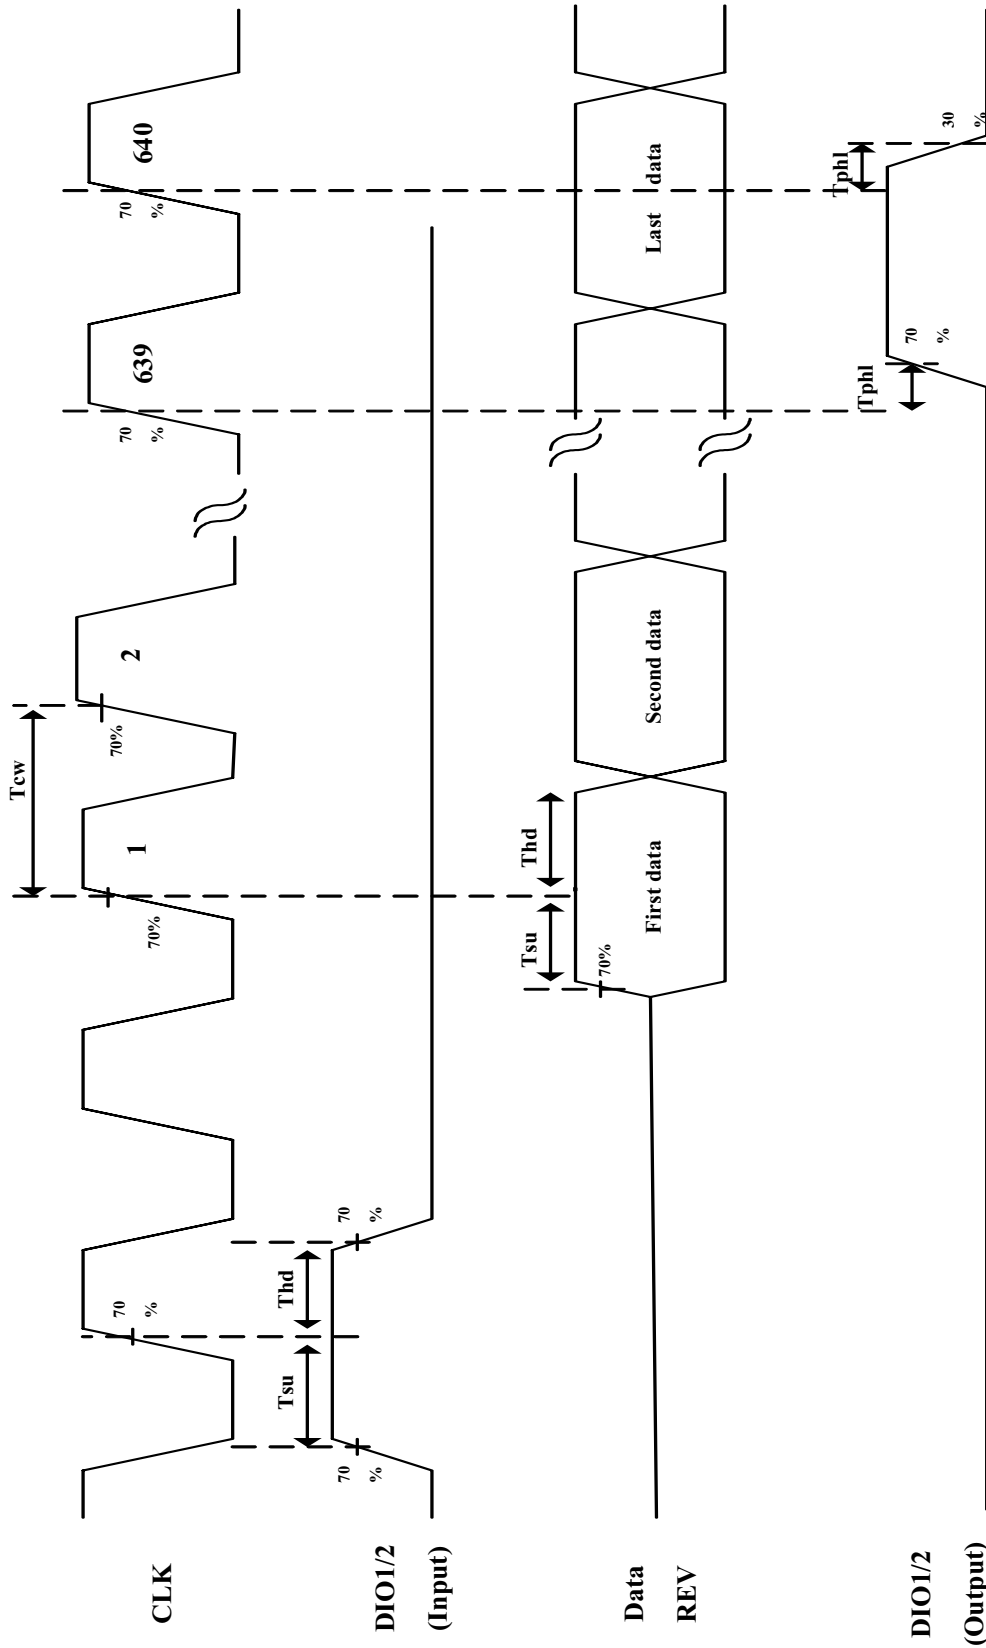 Tcw
CLK
70
%
70%
1
70%
2
70
%
639
70
%
640
DIO1/2
(Input)
70
%
Tsu
Thd
70
%
Data
REV
Tsu
Thd
70%
First data
Second data
Last data
DIO1/2
(Output)
Tphl
70
%
Tphl
30
%